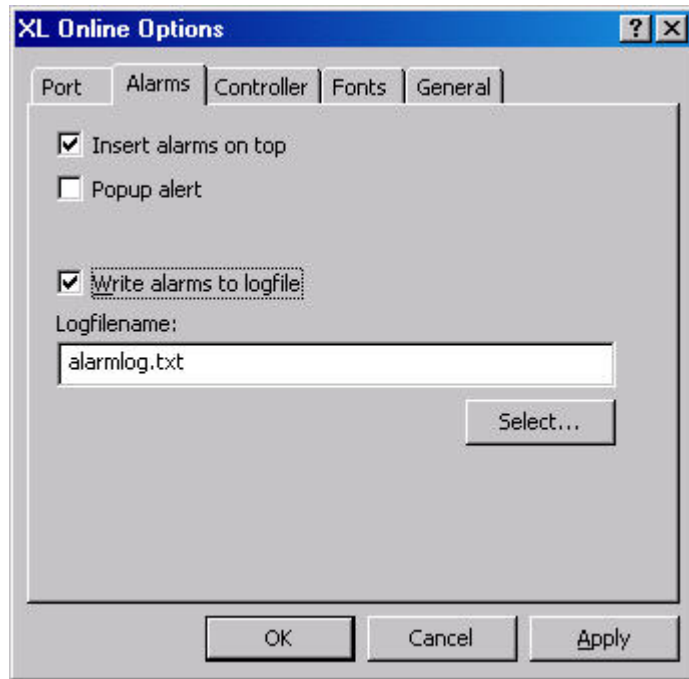 XL Online Options
Port Alarms Controller Fonts General
Insert alarms on top
Popup alert
Write alarms to logfile
Logfilename:
alarmlog.txt
Select...
OK Cancel Apply